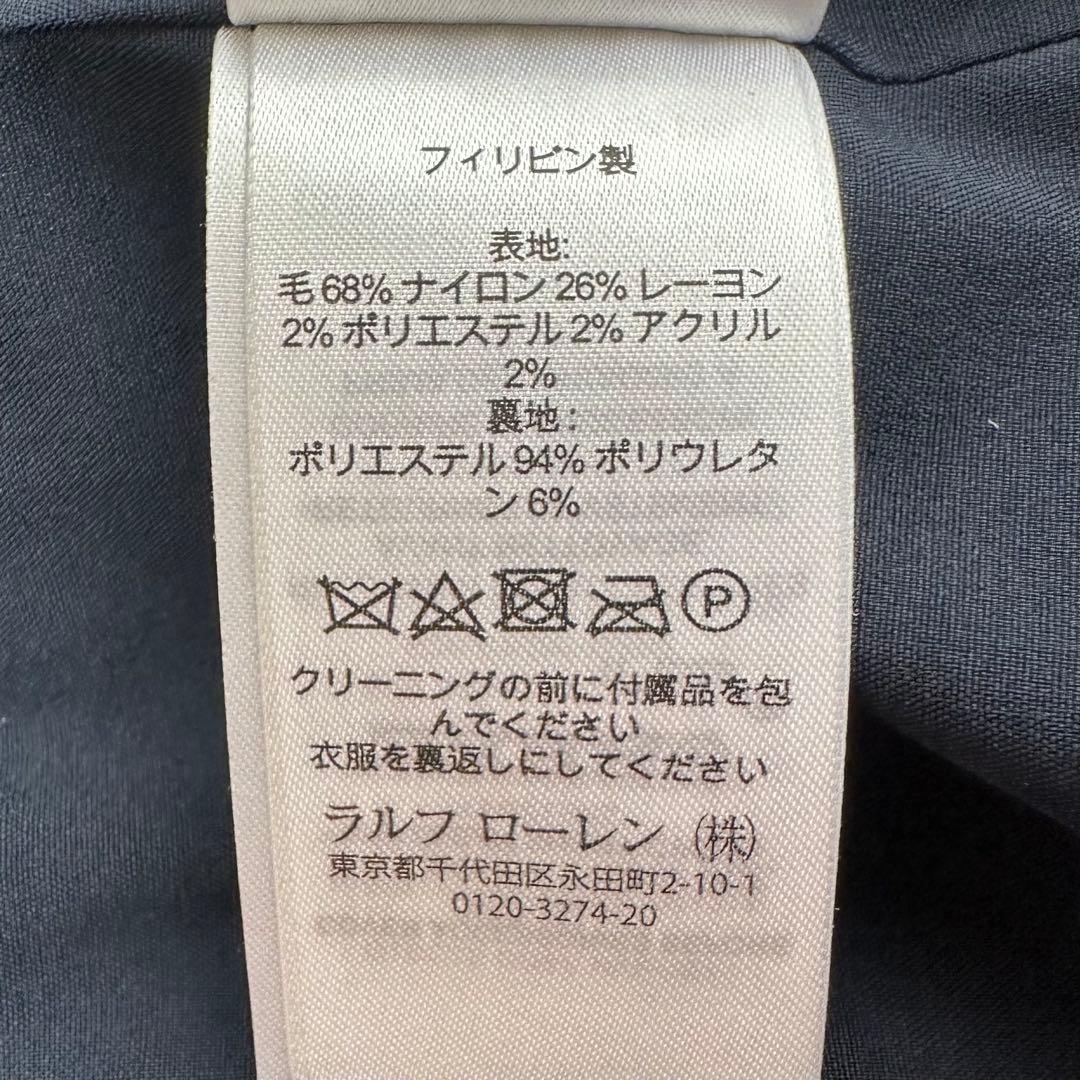 フィリピン製
表地:
毛 68% ナイロン 26% レーヨン
2% ポリエステル 2% アクリル
2%
裏地:
ポリエステル 94% ポリウレタ
ン 6%
P
クリーニングの前に付属品を包
んでください
衣服を裏返しにしてください
ラルフ ローレン (株)
東京都千代田区永田町2-10-1
0120-3274-20